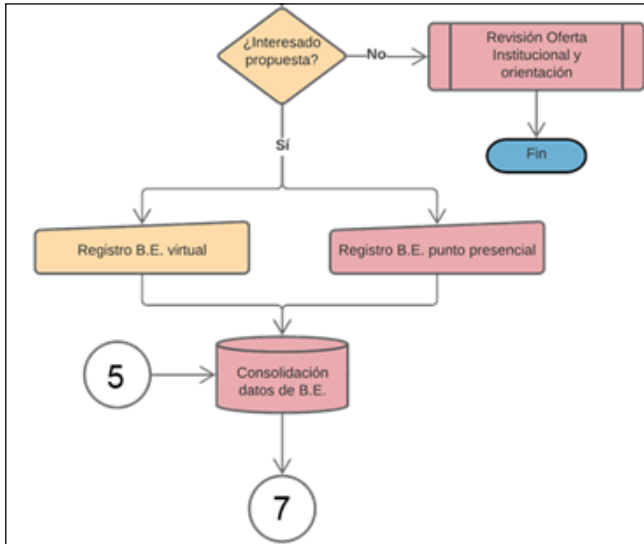 ¿Interesado
propuesta?
No
Revisión Oferta
Institucional y
orientación
Fin
Sí
Registro B.E. virtual
Registro B.E. punto presencial
5
Consolidación
datos de B.E.
7